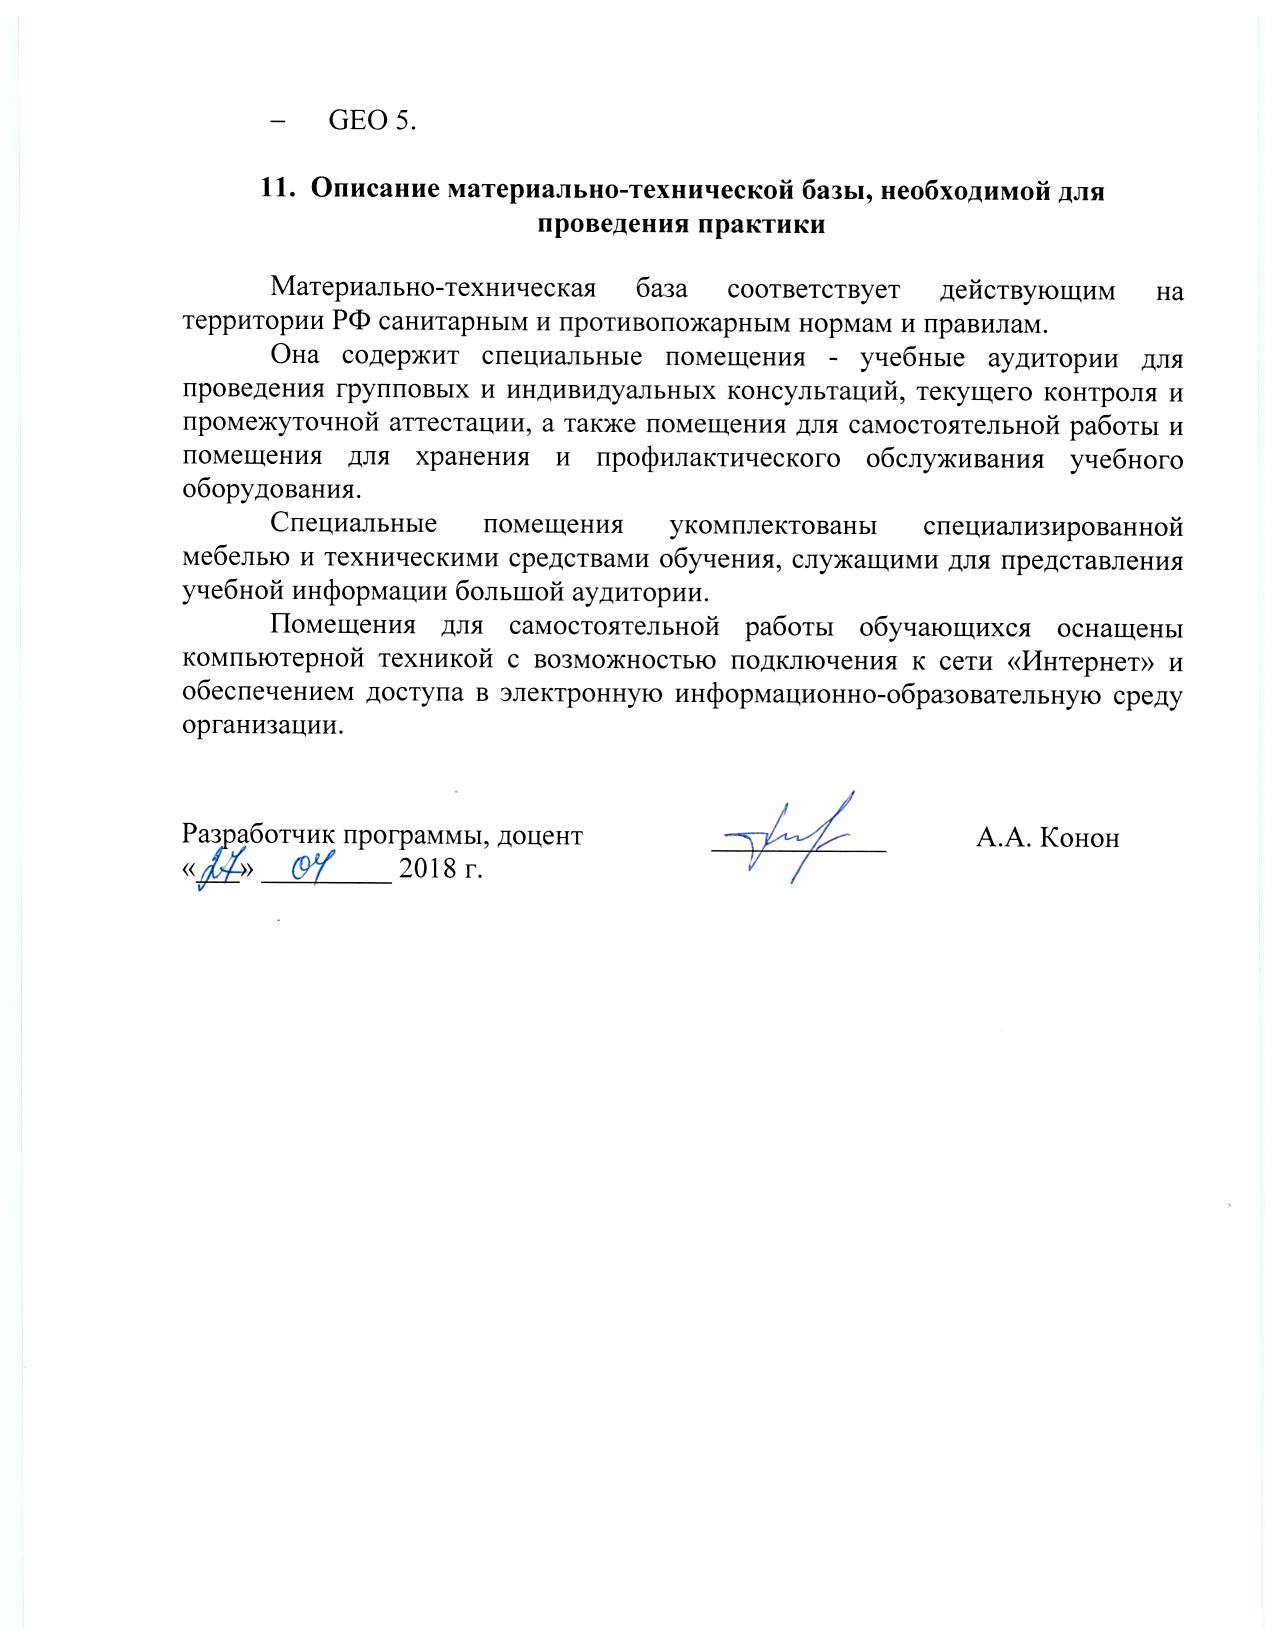 – GEO 5.
11. Описание материально-технической базы, необходимой для
проведения практики
Материально-техническая база соответствует действующим на
территории РФ санитарным и противопожарным нормам и правилам.
Она содержит специальные помещения - учебные аудитории для
проведения групповых и индивидуальных консультаций, текущего контроля и
промежуточной аттестации, а также помещения для самостоятельной работы и
помещения для хранения и профилактического обслуживания учебного
оборудования.
Специальные помещения укомплектованы специализированной
мебелью и техническими средствами обучения, служащими для представления
учебной информации большой аудитории.
Помещения для самостоятельной работы обучающихся оснащены
компьютерной техникой с возможностью подключения к сети «Интернет» и
обеспечением доступа в электронную информационно-образовательную среду
организации.
Разработчик программы, доцент А.А. Конон
«27» 04 2018 г.